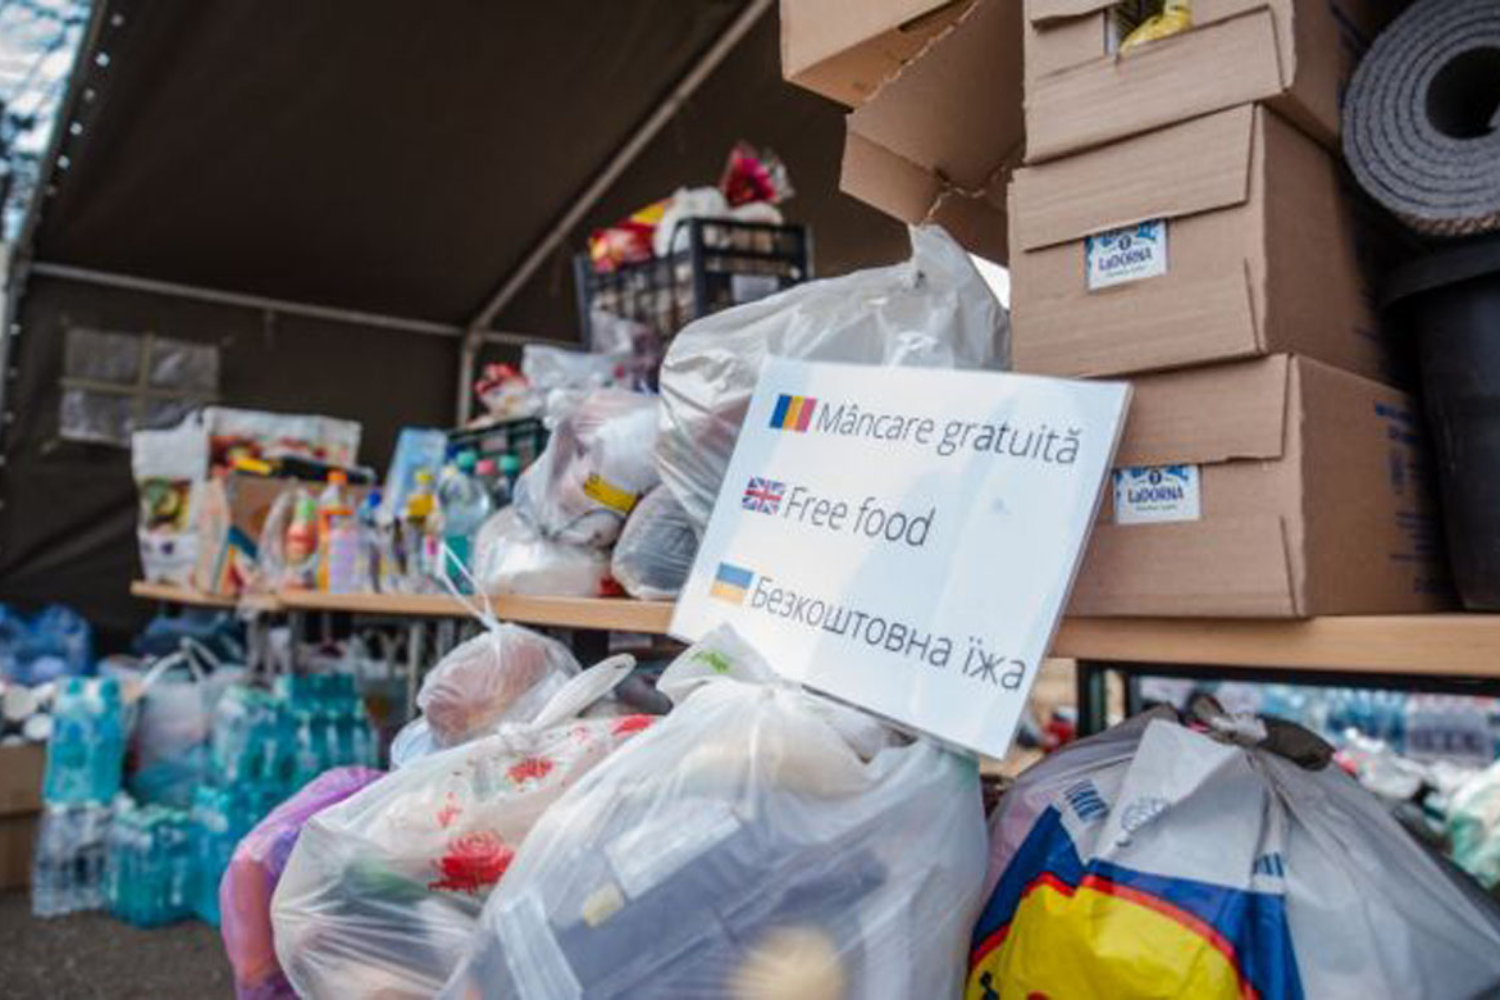 Mâncare gratuită
Free food
Безкоштовна їжа
LaDORNA
LaDORNA